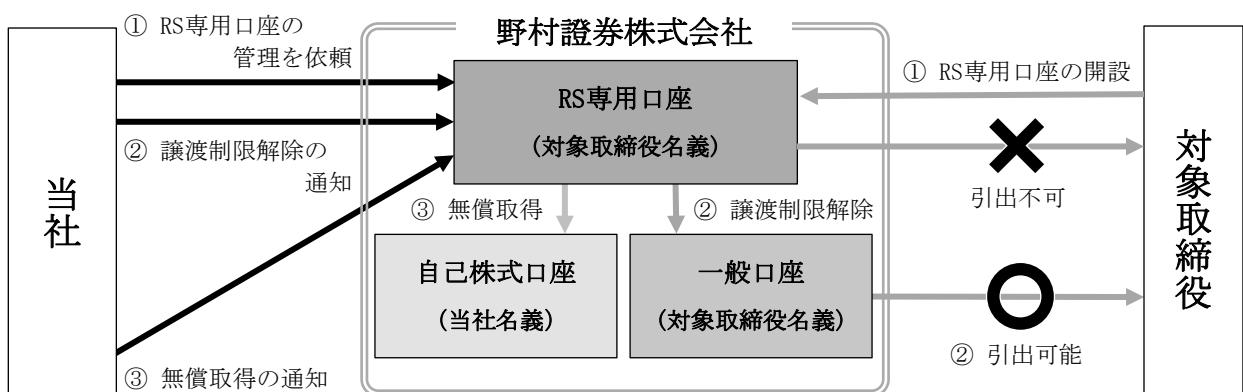 当社
① RS専用口座の
管理を依頼
② 譲渡制限解除の
通知
③ 無償取得の通知
野村證券株式会社
RS専用口座
(対象取締役名義)
③ 無償取得
② 譲渡制限解除
自己株式口座
(当社名義)
一般口座
(対象取締役名義)
① RS専用口座の開設
引出不可
② 引出可能
対象取締役